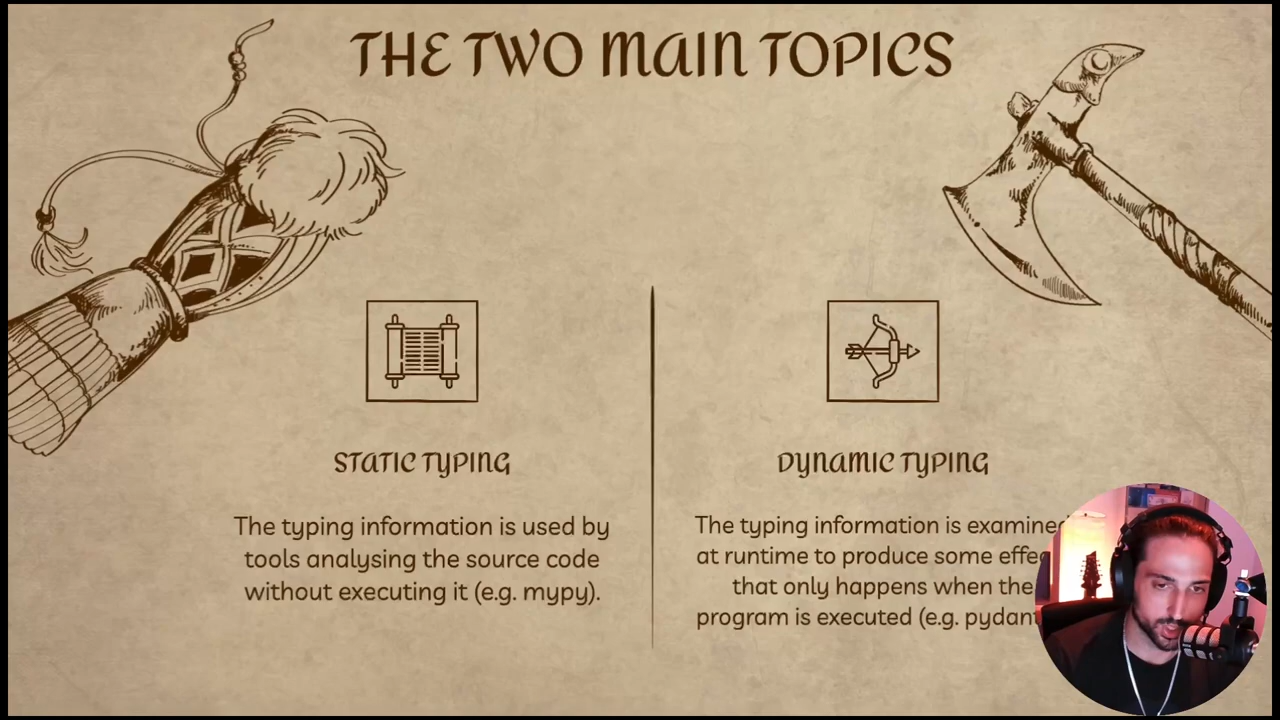 THE TWO MAIN TOPICS
STATIC TYPING
The typing information is used by
tools analysing the source code
without executing it (e.g. mypy).
DYNAMIC TYPING
The typing information is examined
at runtime to produce some
that only happens when the
program is executed (e.g.